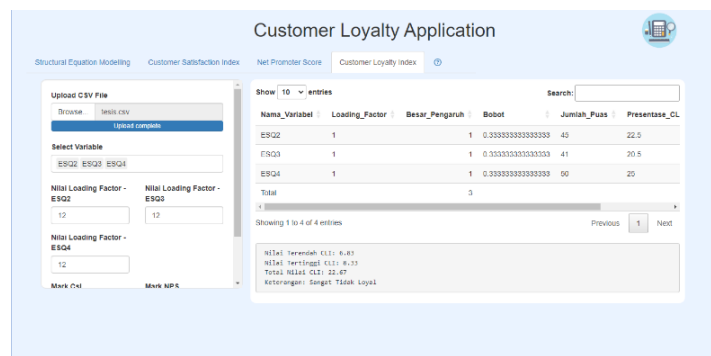 Customer Loyalty Application
Structural Equation Modelling Customer Satisfaction Index Net Promoter Score Customer Loyalty Index ?
Upload CSV File
Browse... tesis.csv
Upload complete
Select Variable
ESQ2 ESQ3 ESQ4
Nilai Loading Factor - ESQ2
12
Nilai Loading Factor - ESQ3
12
Nilai Loading Factor - ESQ4
12
Mark CsI Mark NPS
Show 10 entries
Search:
Nama_Variabel Loading_Factor Besar_Pengaruh Bobot Jumlah_Puas Presentase_CL
ESQ2 1 1 0.333333333333333 45 22.5
ESQ3 1 1 0.333333333333333 41 20.5
ESQ4 1 1 0.333333333333333 50 25
Total 3
Showing 1 to 4 of 4 entries
Previous 1 Next
Nilai Terendah CLI: 6.83
Nilai Tertinggi CLI: 8.33
Total Nilai CLI: 22.67
Keterangan: Sangat Tidak Loyal